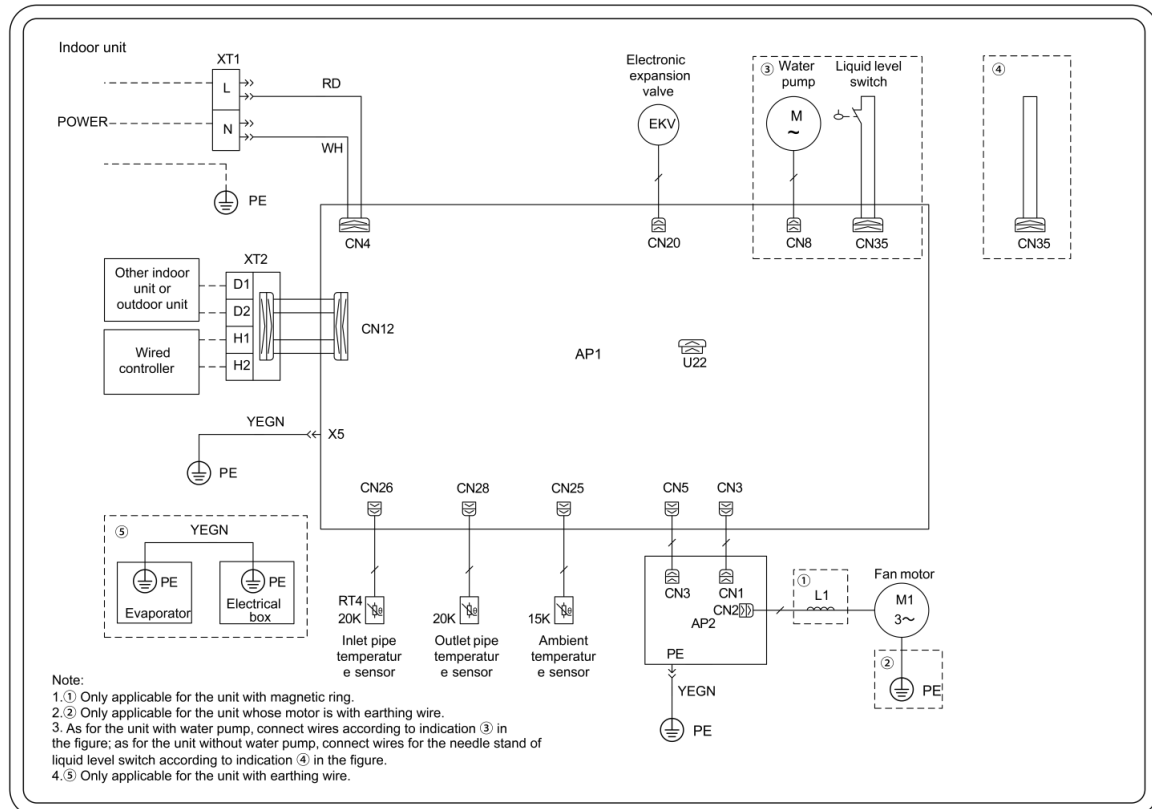 Indoor unit
XT1
L
RD
POWER
N
WH
PE
Electronic
expansion
valve
EKV
③
Water
pump
M
~
Liquid level
switch
④
CN4
CN20
CN8
CN35
CN35
XT2
Other indoor
unit or
outdoor unit
D1
D2
Wired
controller
H1
H2
CN12
AP1
U22
YEGN
X5
PE
CN26
CN28
CN25
CN5
CN3
⑤
YEGN
PE
Evaporator
PE
Electrical
box
RT4
20K
Inlet pipe
temperatur
e sensor
20K
Outlet pipe
temperatur
e sensor
15K
Ambient
temperatur
e sensor
CN3
CN1
CN2
AP2
PE
YEGN
PE
①
L1
Fan motor
M1
3~
②
PE
Note:
1.① Only applicable for the unit with magnetic ring.
2.② Only applicable for the unit whose motor is with earthing wire.
3. As for the unit with water pump, connect wires according to indication ③ in
the figure; as for the unit without water pump, connect wires for the needle stand of
liquid level switch according to indication ④ in the figure.
4.⑤ Only applicable for the unit with earthing wire.